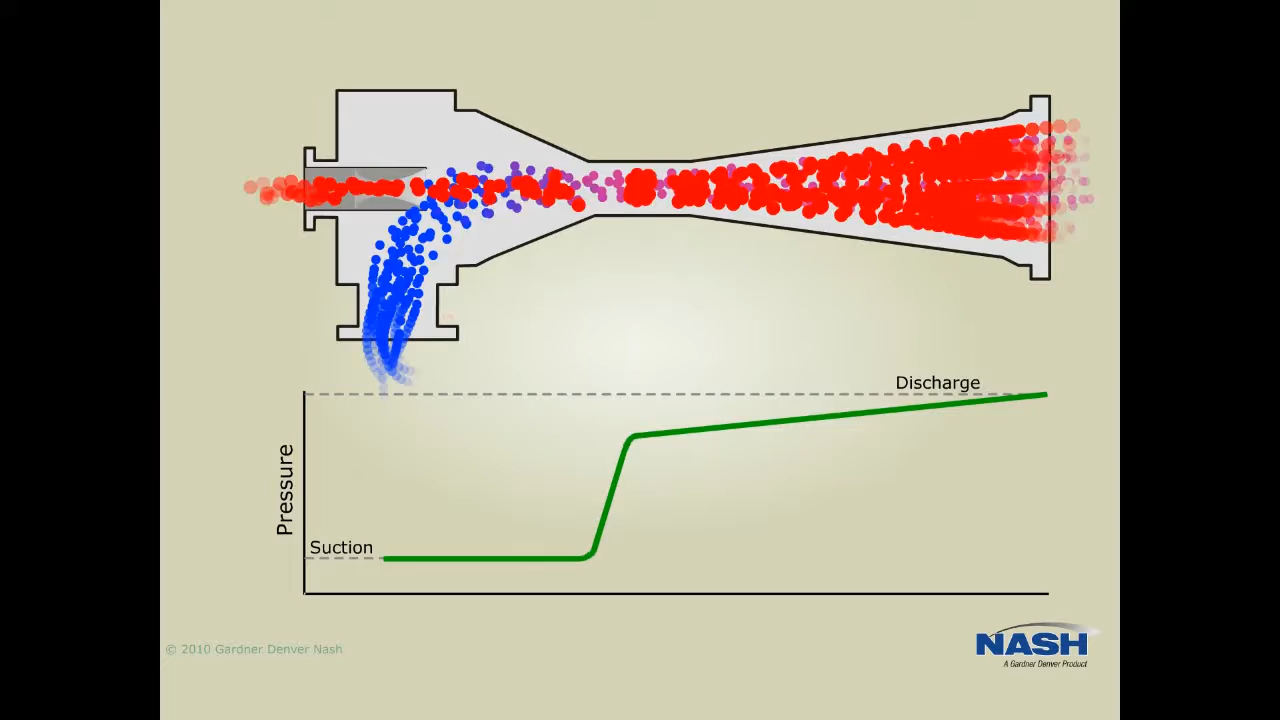 Discharge
Pressure
Suction
© 2010 Gardner Denver Nash
NASH
A Gardner Denver Product